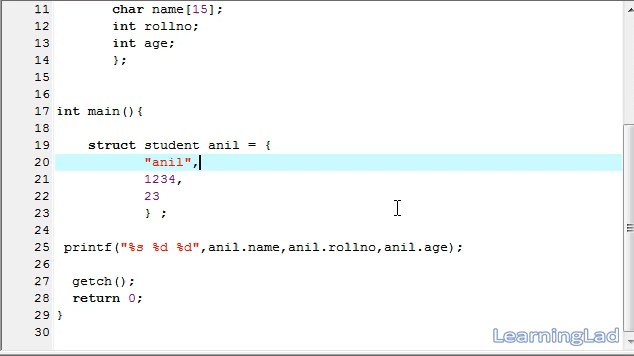 11 char name[15];
12 int rollno;
13 int age;
14 };
15
16
17 int main(){
18
19 struct student anil = {
20 "anil",
21 1234,
22 23
23 } ;
24
25 printf("%s %d %d",anil.name,anil.rollno,anil.age);
26
27 getch();
28 return 0;
29 }
30
LearningLad